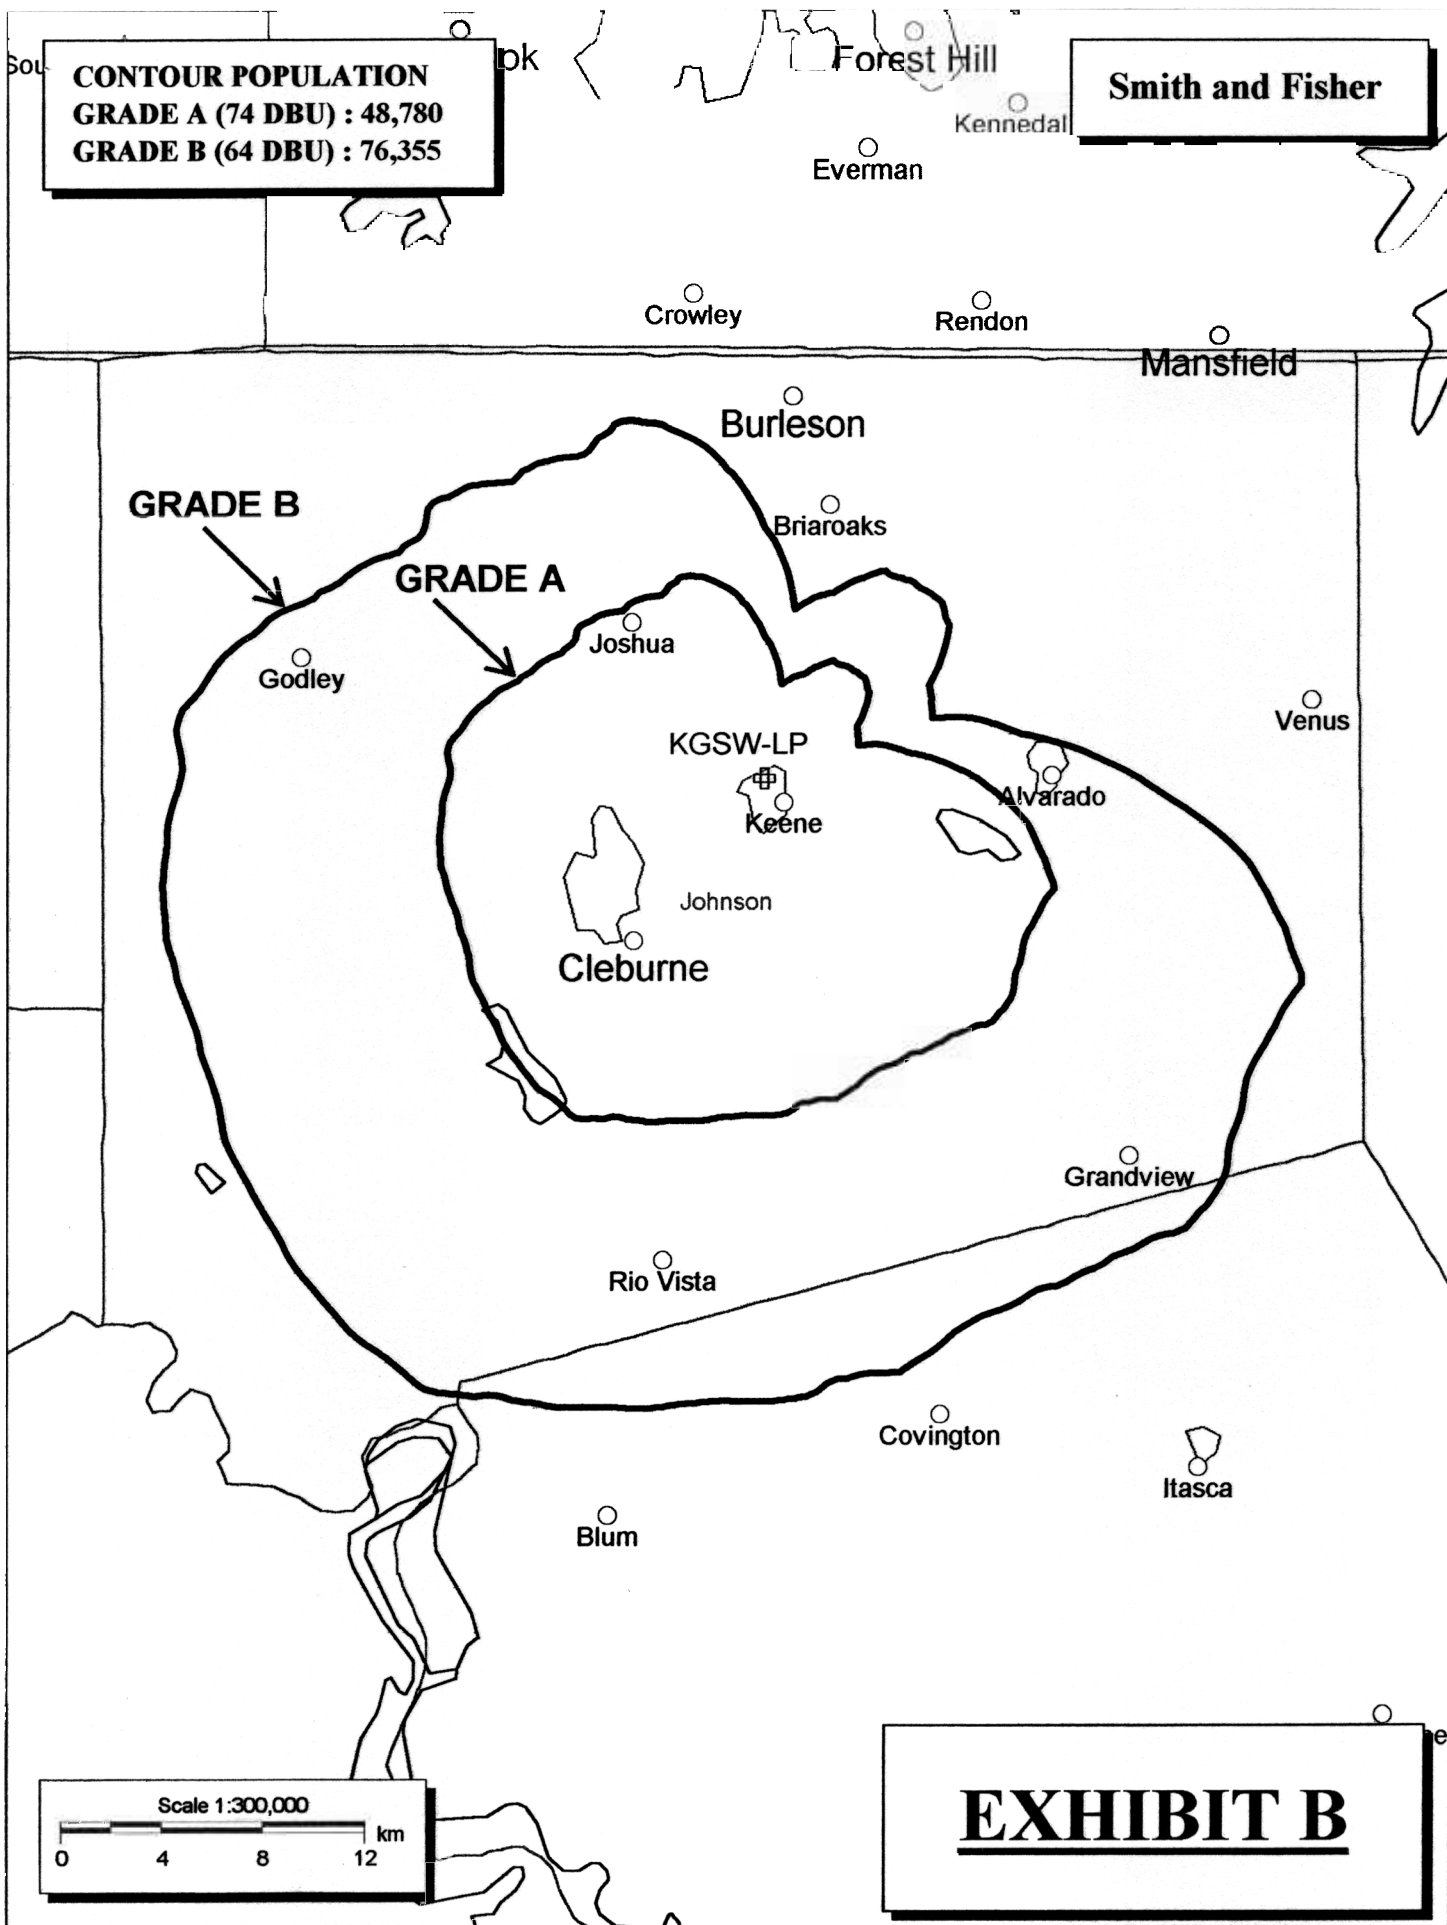 CONTOUR POPULATION
GRADE A (74 DBU) : 48,780
GRADE B (64 DBU) : 76,355
Forest Hill
Smith and Fisher
Everman
Crowley
Rendon
Mansfield
Burleson
GRADE B
Briaroaks
GRADE A
Joshua
Godley
Venus
KGSW-LP
Alvarado
Keene
Johnson
Cleburne
Grandview
Rio Vista
Covington
Itasca
Blum
EXHIBIT B
Scale 1:300,000
km
0 4 8 12